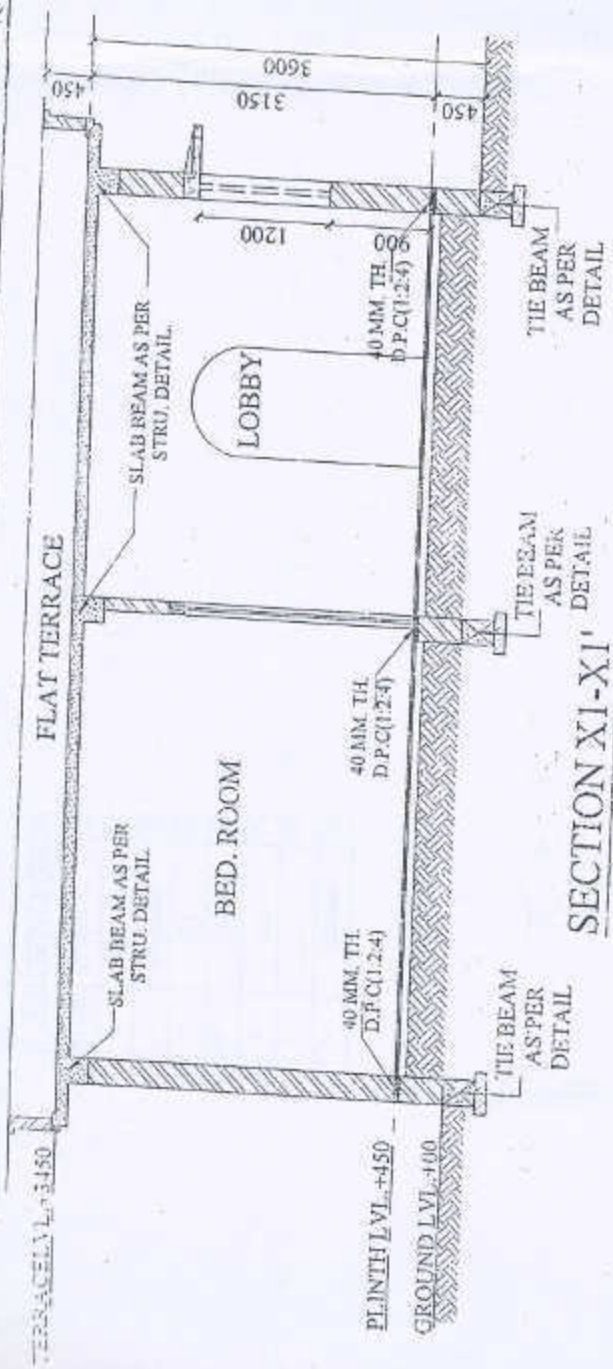 450
3150
3600
450
FLAT TERRACE
SLAB BEAM AS PER
STRU. DETAIL
SLAB BEAM AS PER
STRU. DETAIL.
1200
900
BED. ROOM
LOBBY
40 MM. TH.
D.P.C(1:2:4)
40 MM. TH.
D.P.C(1:2:4)
40 MM. TH.
D.P.C(1:2:4)
PLINTH LVL.+450
GROUND LVL.+00
TIE BEAM
AS PER
DETAIL
TIE BEAM
AS PER
DETAIL
TIE BEAM
AS PER
DETAIL
SECTION X1-X1'